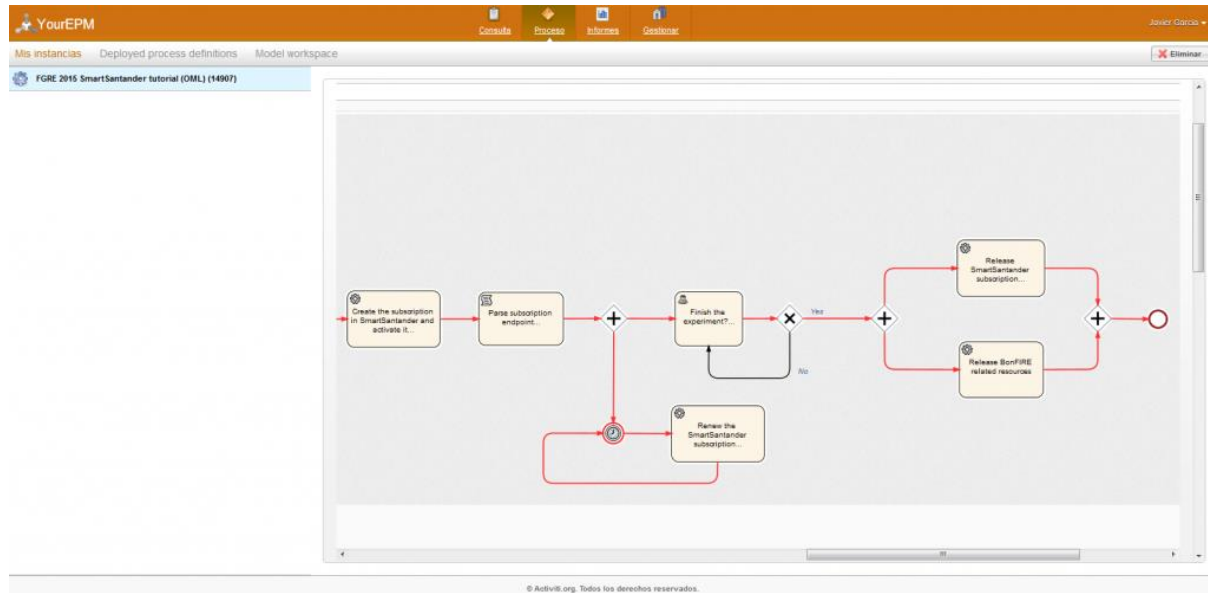 YourEPM
Consulta
Proceso
Informes
Gestionar
Javier Garcia
Mis instancias
Deployed process definitions
Model workspace
Eliminar
FGRE 2015 SmartSantander tutorial (OML) (14907)
Create the subscription
in SmartSantander and
activate it...
Parse subscription
endpoint...
Finish the
experiment?...
Yes
No
Release
SmartSantander
subscription...
Release BonFIRE
related resources
Renew the
SmartSantander
subscription...
© Activiti.org. Todos los derechos reservados.